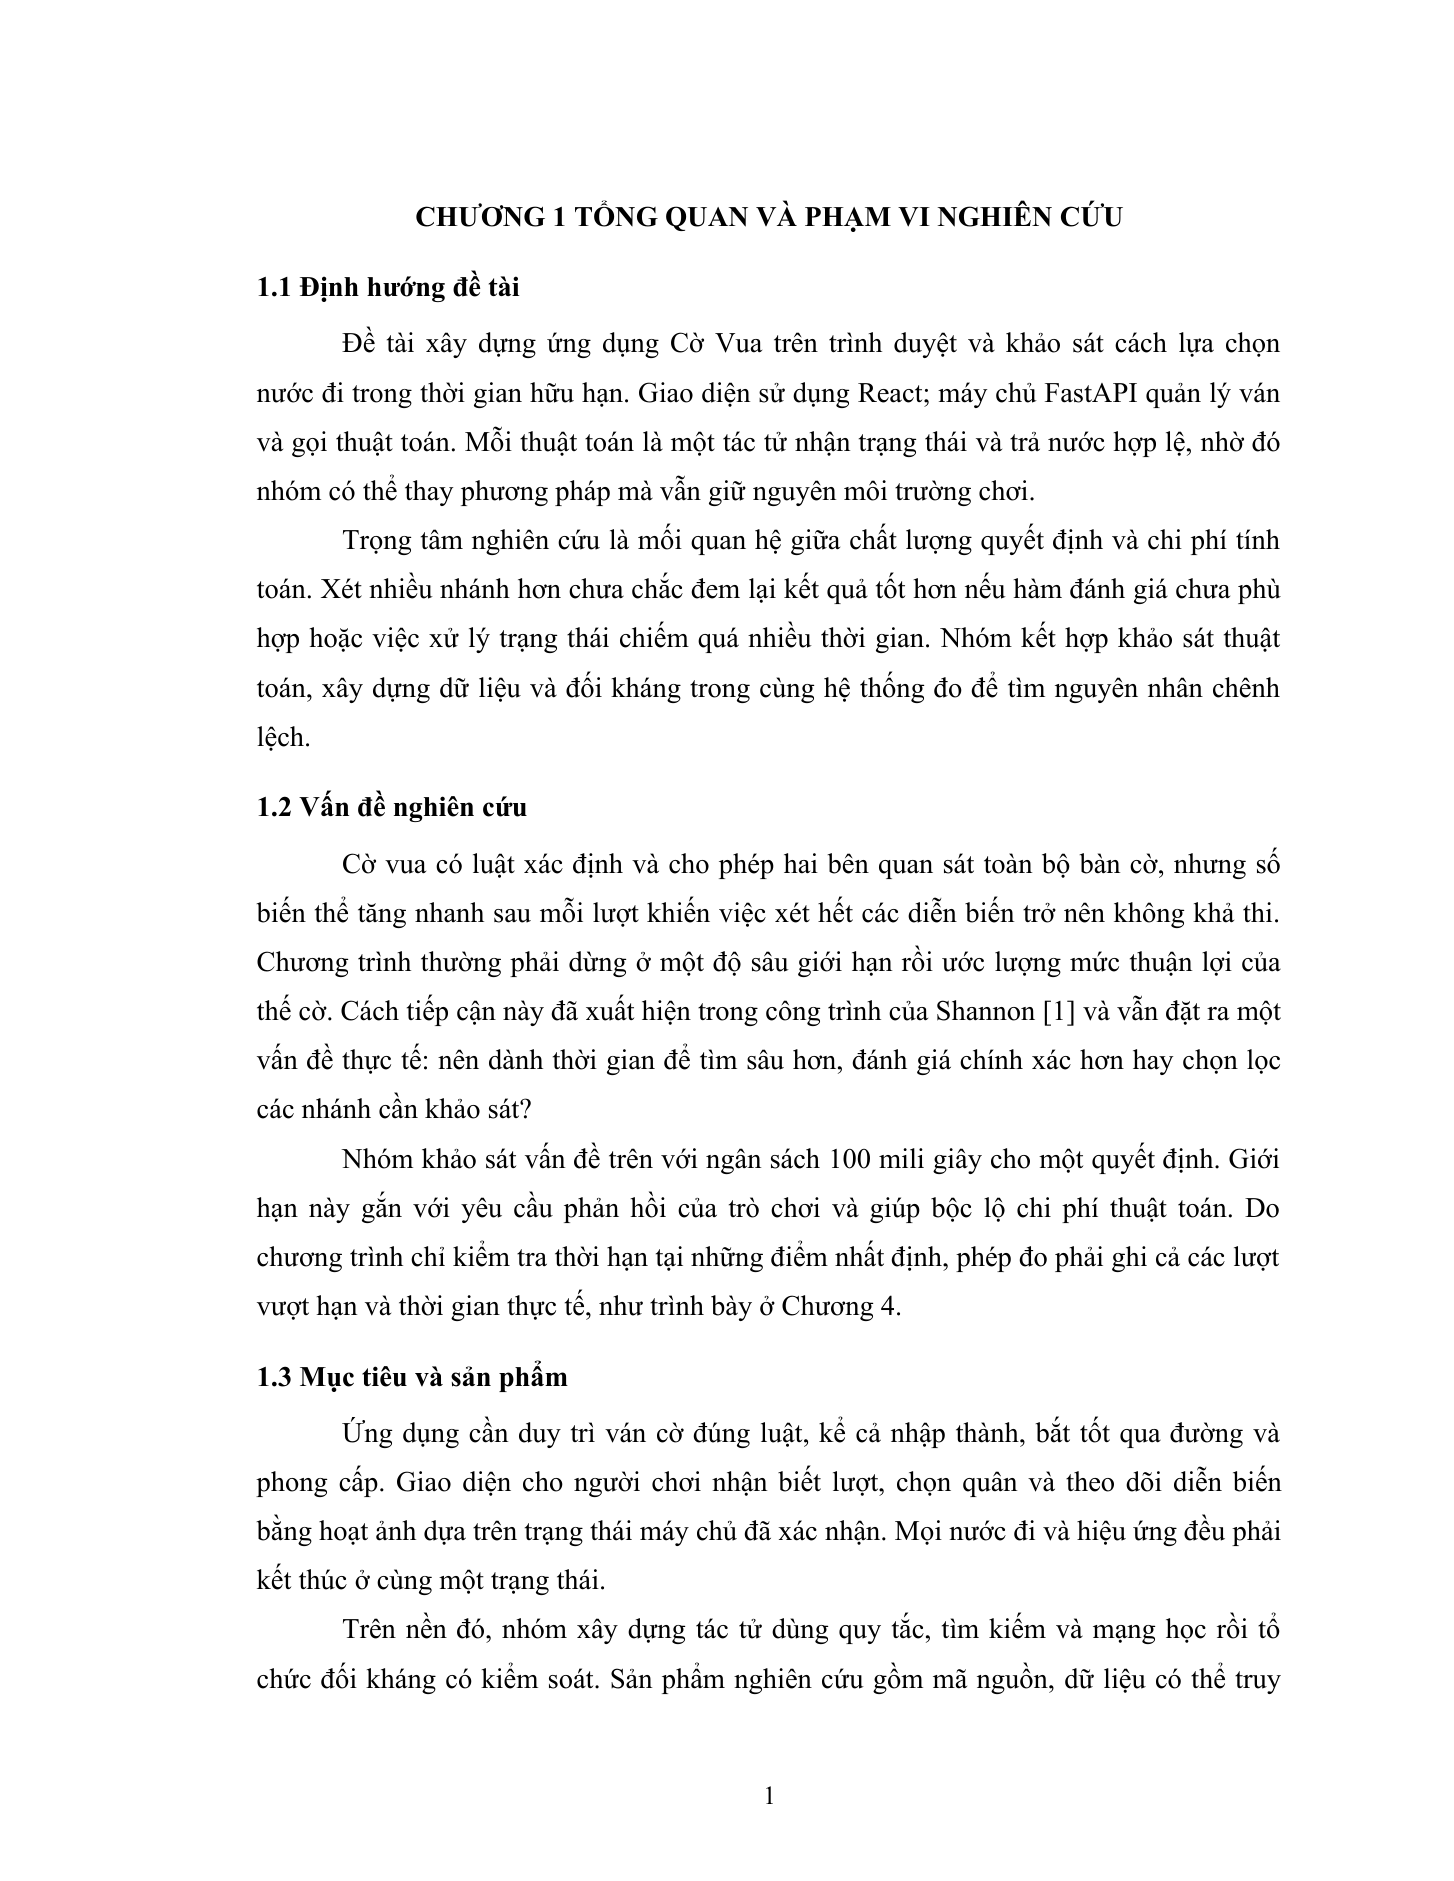 CHƯƠNG 1 TỔNG QUAN VÀ PHẠM VI NGHIÊN CỨU
1.1 Định hướng đề tài
Đề tài xây dựng ứng dụng Cờ Vua trên trình duyệt và khảo sát cách lựa chọn
nước đi trong thời gian hữu hạn. Giao diện sử dụng React; máy chủ FastAPI quản lý ván
và gọi thuật toán. Mỗi thuật toán là một tác tử nhận trạng thái và trả nước hợp lệ, nhờ đó
nhóm có thể thay phương pháp mà vẫn giữ nguyên môi trường chơi.
Trọng tâm nghiên cứu là mối quan hệ giữa chất lượng quyết định và chi phí tính
toán. Xét nhiều nhánh hơn chưa chắc đem lại kết quả tốt hơn nếu hàm đánh giá chưa phù
hợp hoặc việc xử lý trạng thái chiếm quá nhiều thời gian. Nhóm kết hợp khảo sát thuật
toán, xây dựng dữ liệu và đối kháng trong cùng hệ thống đo để tìm nguyên nhân chênh
lệch.
1.2 Vấn đề nghiên cứu
Cờ vua có luật xác định và cho phép hai bên quan sát toàn bộ bàn cờ, nhưng số
biến thể tăng nhanh sau mỗi lượt khiến việc xét hết các diễn biến trở nên không khả thi.
Chương trình thường phải dừng ở một độ sâu giới hạn rồi ước lượng mức thuận lợi của
thế cờ. Cách tiếp cận này đã xuất hiện trong công trình của Shannon [1] và vẫn đặt ra một
vấn đề thực tế: nên dành thời gian để tìm sâu hơn, đánh giá chính xác hơn hay chọn lọc
các nhánh cần khảo sát?
Nhóm khảo sát vấn đề trên với ngân sách 100 mili giây cho một quyết định. Giới
hạn này gắn với yêu cầu phản hồi của trò chơi và giúp bộc lộ chi phí thuật toán. Do
chương trình chỉ kiểm tra thời hạn tại những điểm nhất định, phép đo phải ghi cả các lượt
vượt hạn và thời gian thực tế, như trình bày ở Chương 4.
1.3 Mục tiêu và sản phẩm
Ứng dụng cần duy trì ván cờ đúng luật, kể cả nhập thành, bắt tốt qua đường và
phong cấp. Giao diện cho người chơi nhận biết lượt, chọn quân và theo dõi diễn biến
bằng hoạt ảnh dựa trên trạng thái máy chủ đã xác nhận. Mọi nước đi và hiệu ứng đều phải
kết thúc ở cùng một trạng thái.
Trên nền đó, nhóm xây dựng tác tử dùng quy tắc, tìm kiếm và mạng học rồi tổ
chức đối kháng có kiểm soát. Sản phẩm nghiên cứu gồm mã nguồn, dữ liệu có thể truy
1